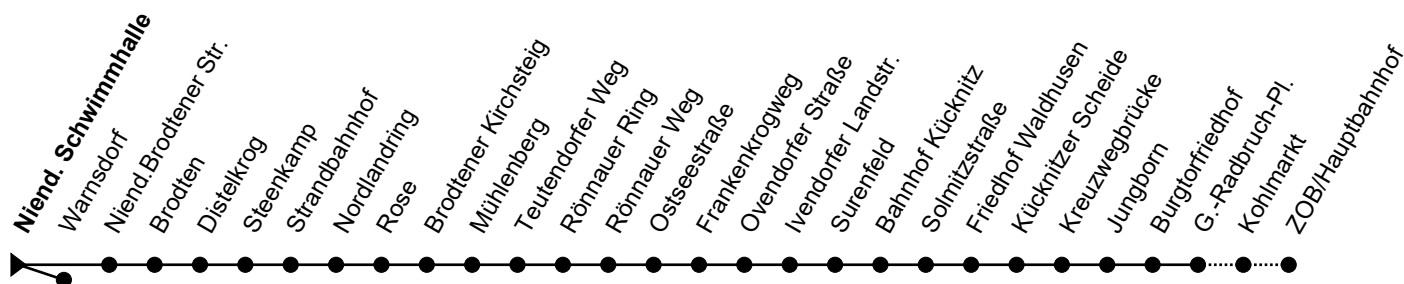 Niend. Schwimmhalle
Warnsdorf
Niend.Brodtener Str.
Brodten
Distelkrog
Steenkamp
Strandbahnhof
Nordlandring
Rose
Brodtener Kirchsteig
Mühlenberg
Teutendorfer Weg
Rönnauer Ring
Rönnauer Weg
Ostseestraße
Frankenkrogweg
Ovendorfer Straße
Ivendorfer Landstr.
Surenfeld
Bahnhof Kücknitz
Solmitzstraße
Friedhof Waldhusen
Kücknitzer Scheide
Kreuzwegbrücke
Jungborn
Burgtorfriedhof
G.-Radbruch-Pl.
Kohlmarkt
ZOB/Hauptbahnhof